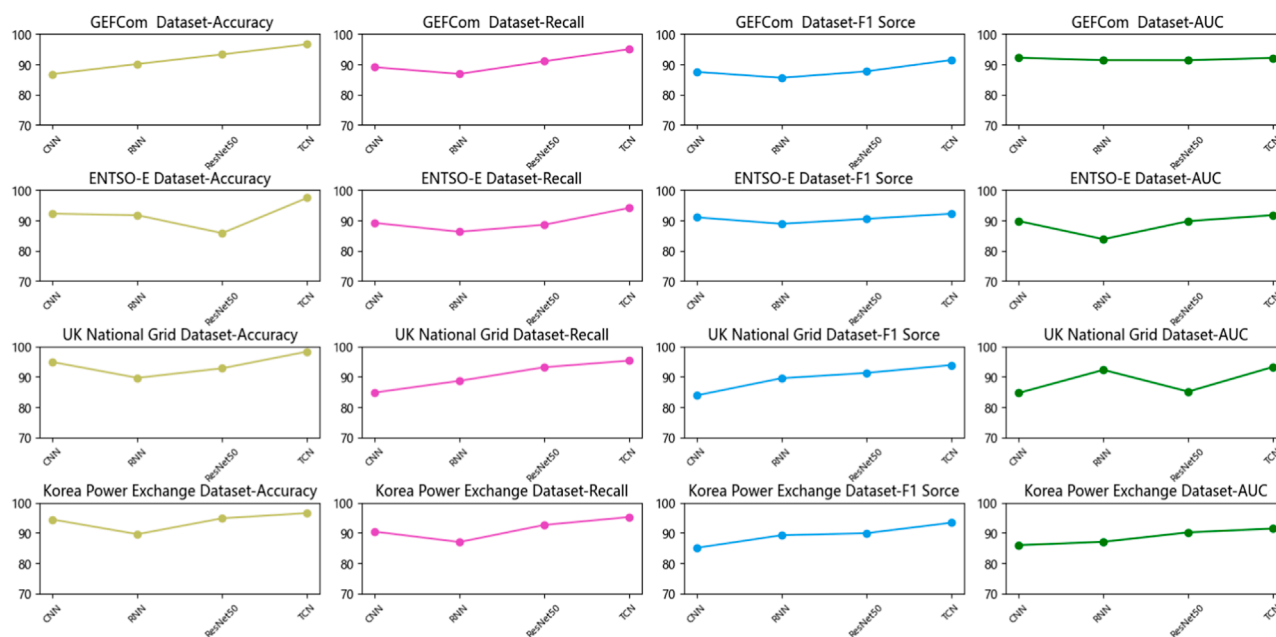 GEFCom Dataset-Accuracy
100
90
80
70
CNN
RNN
ResNet50
TCN
GEFCom Dataset-Recall
100
90
80
70
CNN
RNN
ResNet50
TCN
GEFCom Dataset-F1 Sorce
100
90
80
70
CNN
RNN
ResNet50
TCN
GEFCom Dataset-AUC
100
90
80
70
CNN
RNN
ResNet50
TCN
ENTSO-E Dataset-Accuracy
100
90
80
70
CNN
RNN
ResNet50
TCN
ENTSO-E Dataset-Recall
100
90
80
70
CNN
RNN
ResNet50
TCN
ENTSO-E Dataset-F1 Sorce
100
90
80
70
CNN
RNN
ResNet50
TCN
ENTSO-E Dataset-AUC
100
90
80
70
CNN
RNN
ResNet50
TCN
UK National Grid Dataset-Accuracy
100
90
80
70
CNN
RNN
ResNet50
TCN
UK National Grid Dataset-Recall
100
90
80
70
CNN
RNN
ResNet50
TCN
UK National Grid Dataset-F1 Sorce
100
90
80
70
CNN
RNN
ResNet50
TCN
UK National Grid Dataset-AUC
100
90
80
70
CNN
RNN
ResNet50
TCN
Korea Power Exchange Dataset-Accuracy
100
90
80
70
CNN
RNN
ResNet50
TCN
Korea Power Exchange Dataset-Recall
100
90
80
70
CNN
RNN
ResNet50
TCN
Korea Power Exchange Dataset-F1 Sorce
100
90
80
70
CNN
RNN
ResNet50
TCN
Korea Power Exchange Dataset-AUC
100
90
80
70
CNN
RNN
ResNet50
TCN